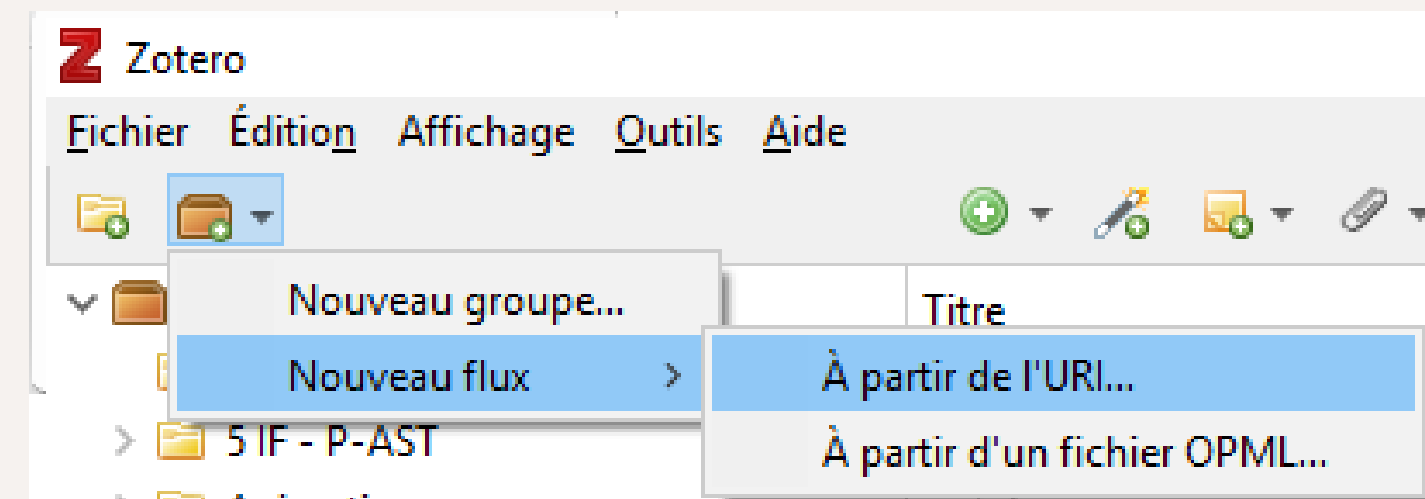 Zotero
Fichier Édition Affichage Outils Aide
Nouveau groupe...
Titre
Nouveau flux
À partir de l'URI...
5 IF - P-AST
À partir d'un fichier OPML...